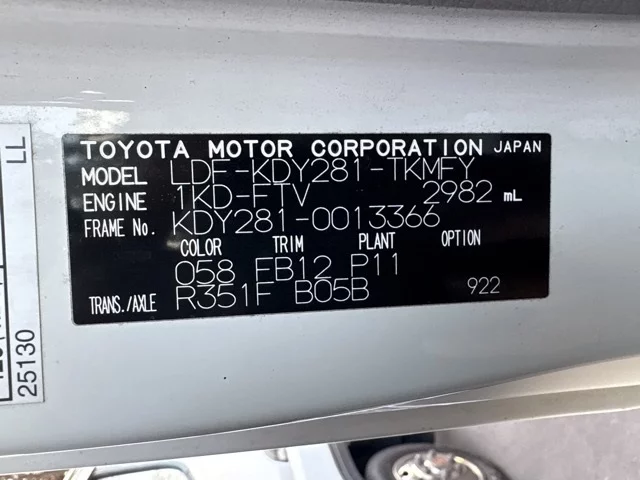 TOYOTA MOTOR CORPORATION JAPAN
MODEL LDF-KDY281-TKMFY
ENGINE 1KD-FTV 2982 mL
FRAME No. KDY281-0013366
COLOR TRIM PLANT OPTION
058 FB12 P11
TRANS./AXLE R351F B05B 922
LL
25130